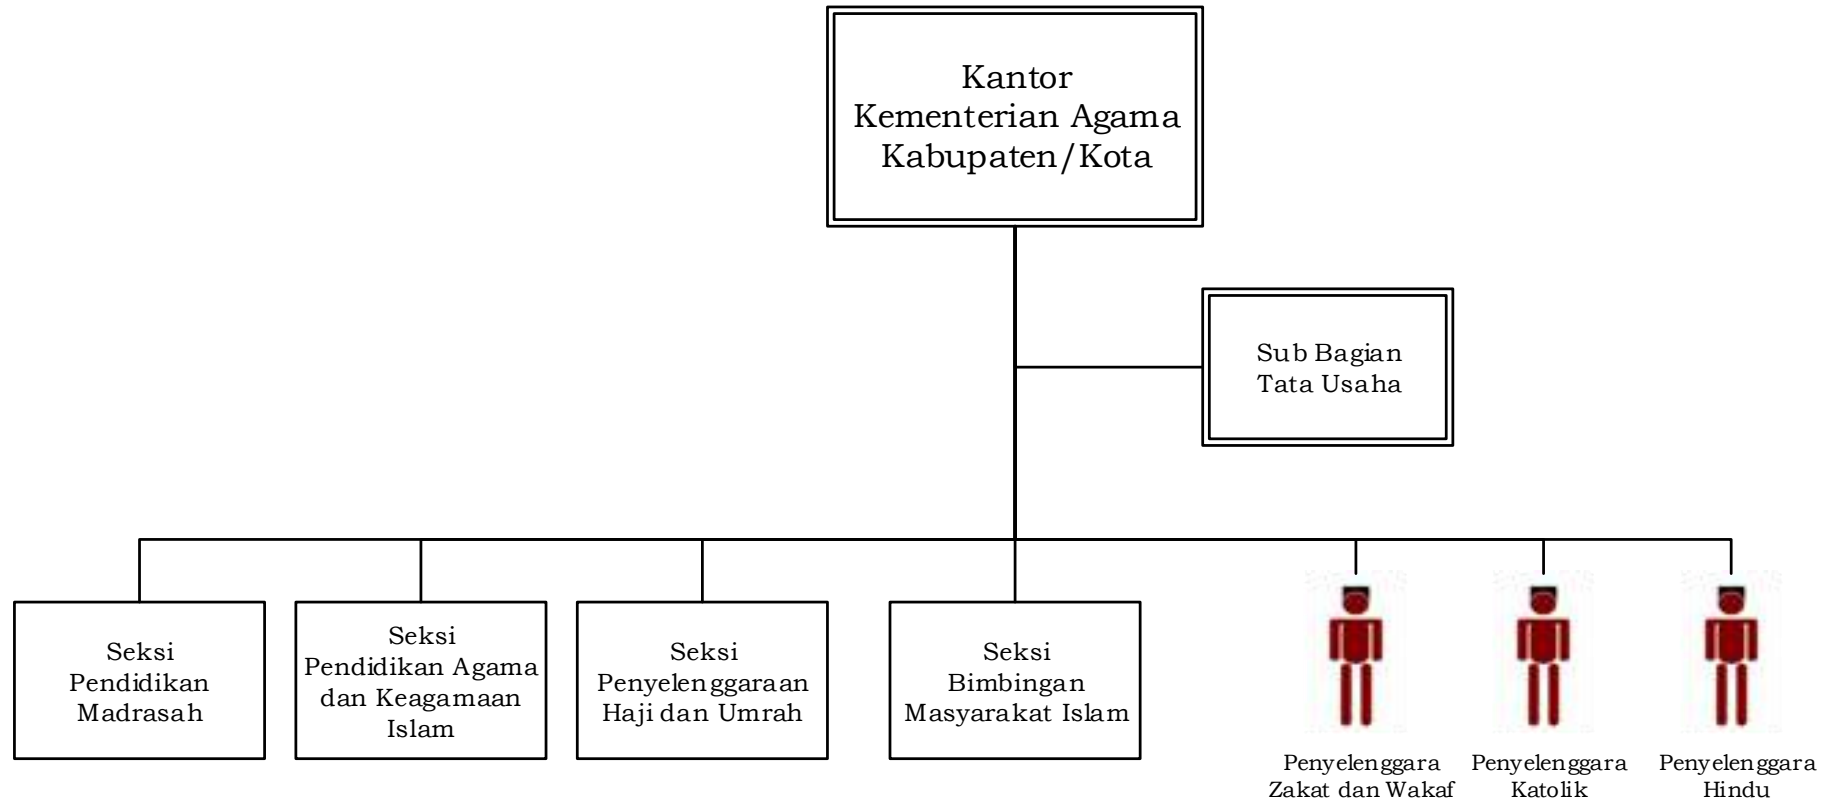 Kantor
Kementerian Agama
Kabupaten/Kota
Sub Bagian
Tata Usaha
Seksi
Pendidikan
Madrasah
Seksi
Pendidikan Agama
dan Keagamaan
Islam
Seksi
Penyelenggaraan
Haji dan Umrah
Seksi
Bimbingan
Masyarakat Islam
Penyelenggara
Zakat dan Wakaf
Penyelenggara
Katolik
Penyelenggara
Hindu